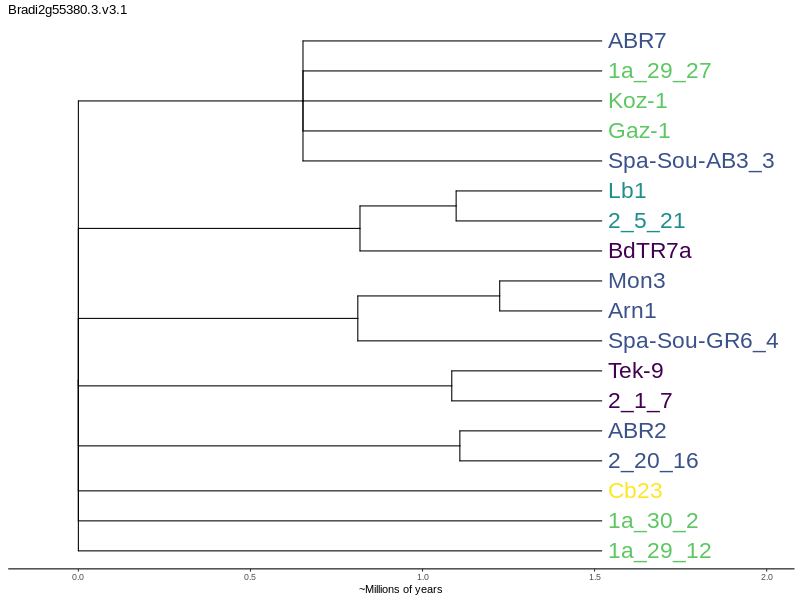 Bradi2g55380.3.v3.1
ABR7
1a_29_27
Koz-1
Gaz-1
Spa-Sou-AB3_3
Lb1
2_5_21
BdTR7a
Mon3
Arn1
Spa-Sou-GR6_4
Tek-9
2_1_7
ABR2
2_20_16
Cb23
1a_30_2
1a_29_12
0.0 0.5 1.0 1.5 2.0
~Millions of years